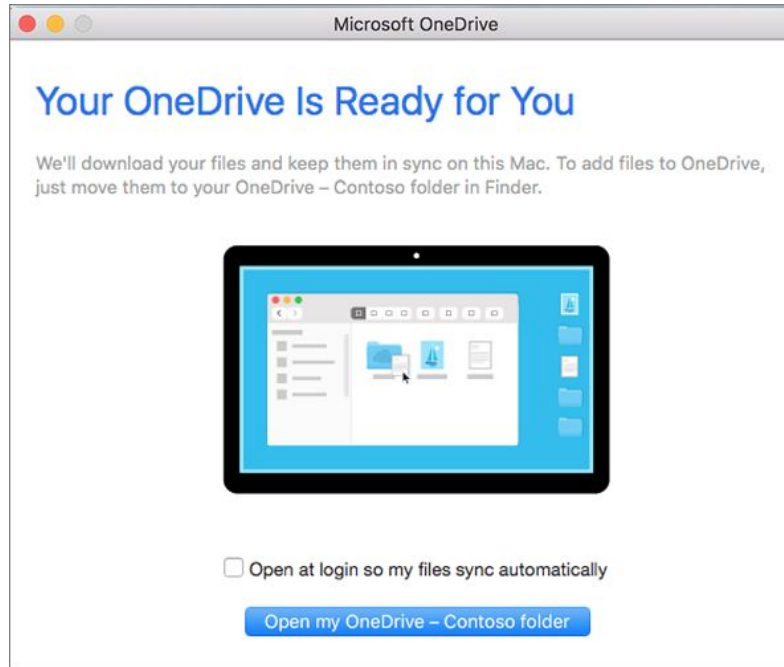 Microsoft OneDrive
Your OneDrive Is Ready for You
We'll download your files and keep them in sync on this Mac. To add files to OneDrive,
just move them to your OneDrive – Contoso folder in Finder.
Open at login so my files sync automatically
Open my OneDrive – Contoso folder